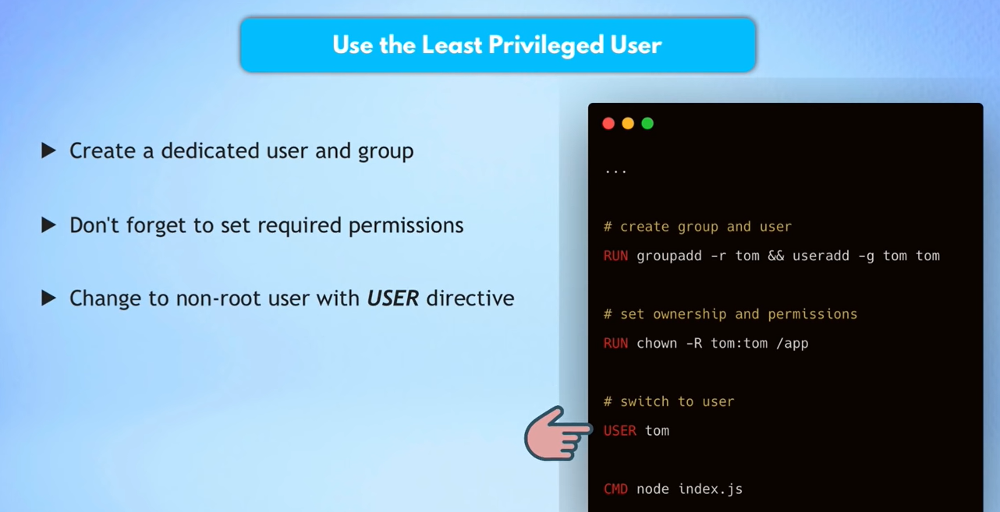 Use the Least Privileged User
▶ Create a dedicated user and group
▶ Don't forget to set required permissions
▶ Change to non-root user with USER directive
...
# create group and user
RUN groupadd -r tom && useradd -g tom tom
# set ownership and permissions
RUN chown -R tom:tom /app
# switch to user
USER tom
CMD node index.js